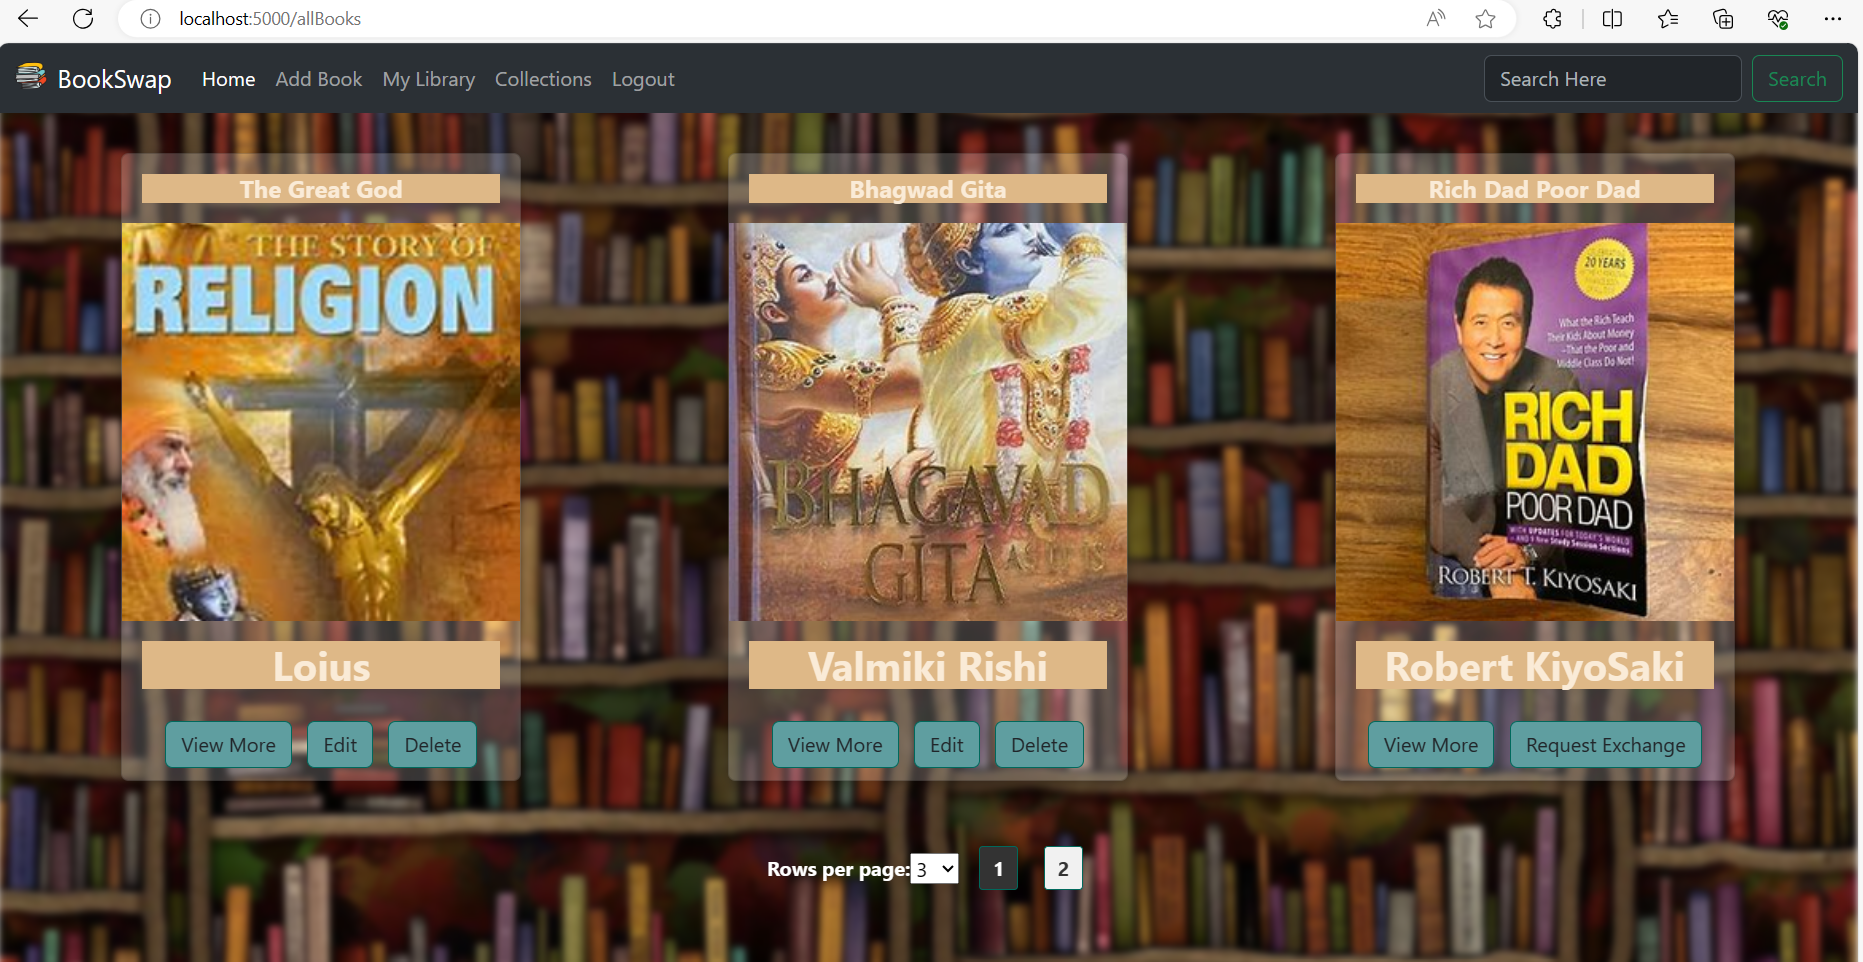 localhost:5000/allBooks
BookSwap Home Add Book My Library Collections Logout Search Here Search
The Great God
THE STORY OF
RELIGION
Loius
View More Edit Delete
Bhagwad Gita
BHAGAVAD
GĪTĀ AS IT IS
Valmiki Rishi
View More Edit Delete
Rich Dad Poor Dad
20 YEARS
What the Rich Teach
Their Kids About Money
–That the Poor and
Middle Class Do Not!
RICH
DAD
POOR DAD
WITH UPDATES FOR TODAY'S WORLD
– AND 9 New Study Session Sections
ROBERT T. KIYOSAKI
Robert KiyoSaki
View More Request Exchange
Rows per page: 3 1 2